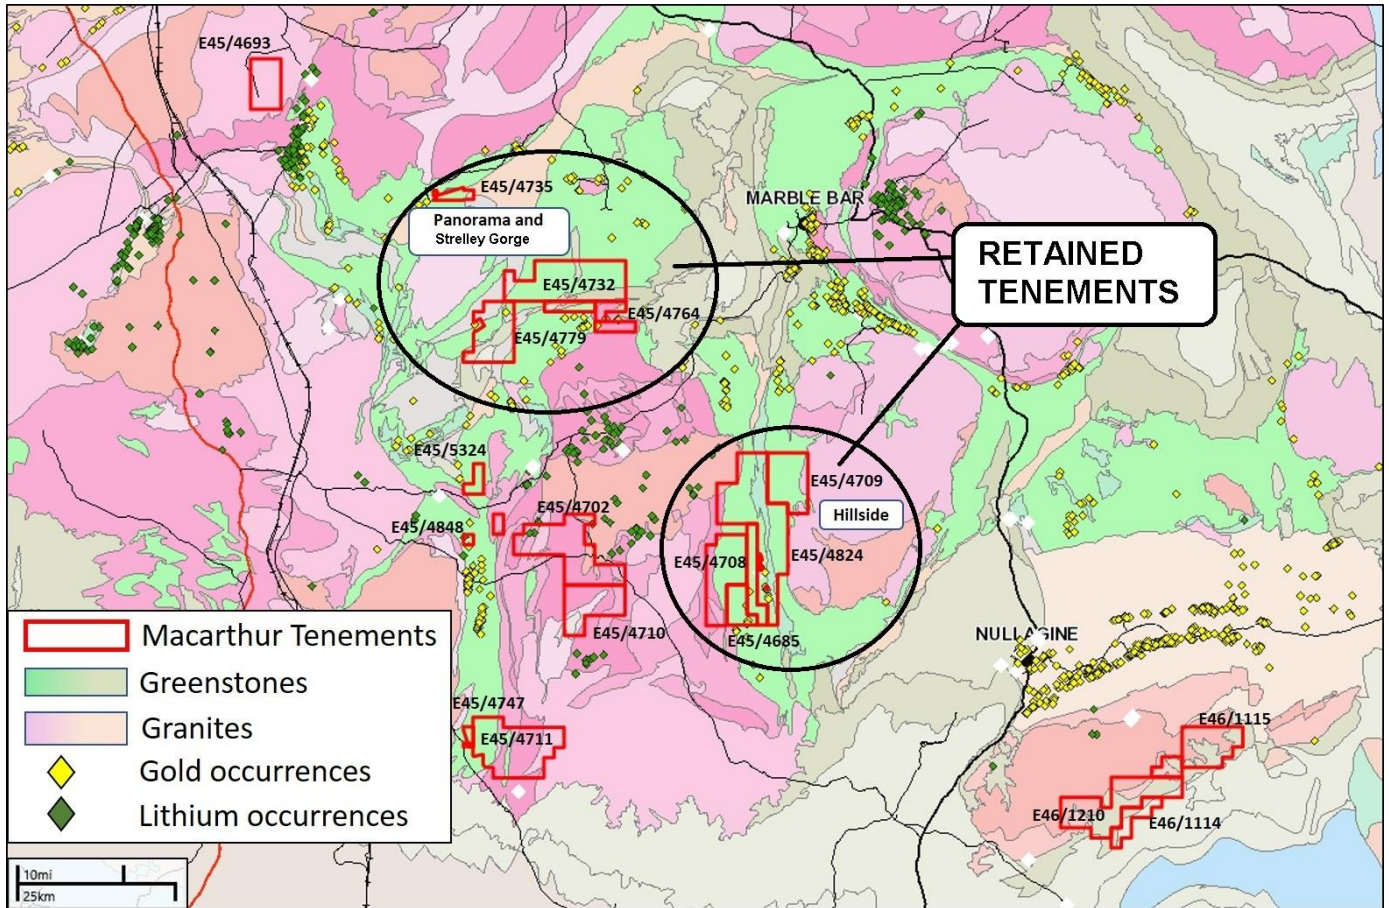 E45/4693
E45/4735
Panorama and
Strelley Gorge
MARBLE BAR
RETAINED
TENEMENTS
E45/4732
E45/4764
E45/4779
E45/5324
E45/4709
Hillside
E45/4702
E45/4848
E45/4708
E45/4824
E45/4710
E45/4685
NULLAGINE
E45/4747
E45/4711
E46/1115
E46/1210
E46/1114
Macarthur Tenements
Greenstones
Granites
Gold occurrences
Lithium occurrences
10mi
25km